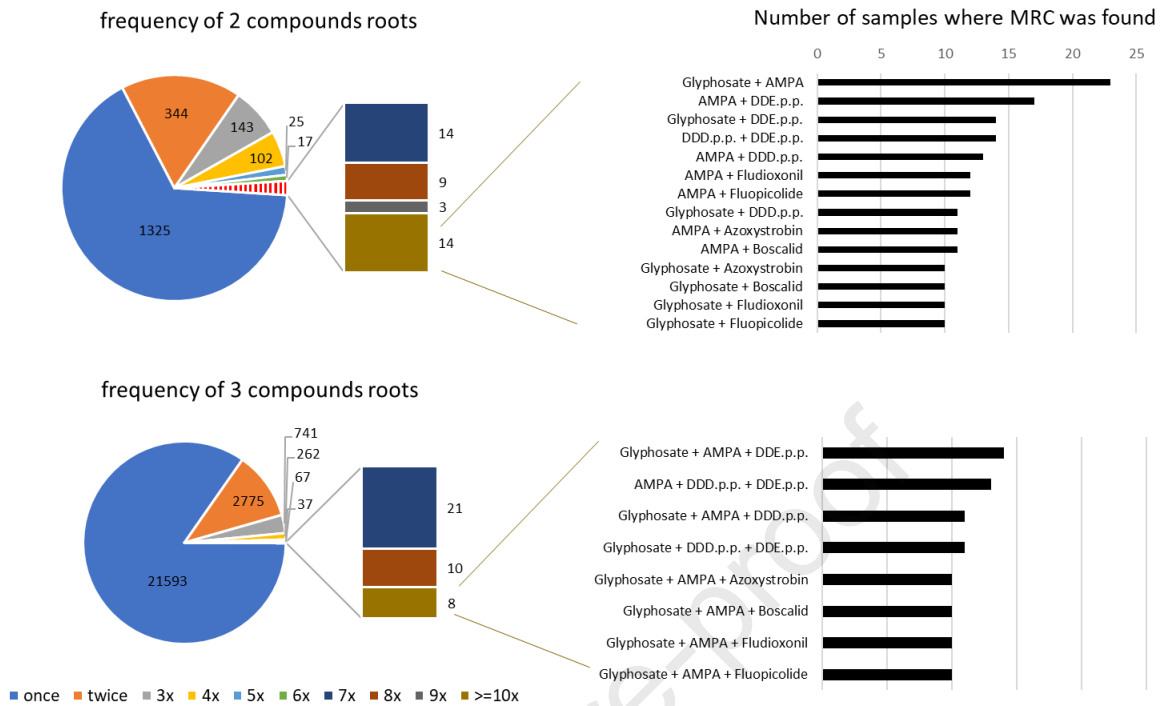 frequency of 2 compounds roots
344
143
25
17
102
1325
14
9
3
14
Number of samples where MRC was found
0 5 10 15 20 25
Glyphosate + AMPA
AMPA + DDE.p.p.
Glyphosate + DDE.p.p.
DDD.p.p. + DDE.p.p.
AMPA + DDD.p.p.
AMPA + Fludioxonil
AMPA + Fluopicolide
Glyphosate + DDD.p.p.
AMPA + Azoxystrobin
AMPA + Boscalid
Glyphosate + Azoxystrobin
Glyphosate + Boscalid
Glyphosate + Fludioxonil
Glyphosate + Fluopicolide
frequency of 3 compounds roots
741
262
67
37
2775
21593
21
10
8
Glyphosate + AMPA + DDE.p.p.
AMPA + DDD.p.p. + DDE.p.p.
Glyphosate + AMPA + DDD.p.p.
Glyphosate + DDD.p.p. + DDE.p.p.
Glyphosate + AMPA + Azoxystrobin
Glyphosate + AMPA + Boscalid
Glyphosate + AMPA + Fludioxonil
Glyphosate + AMPA + Fluopicolide
once twice 3x 4x 5x 6x 7x 8x 9x >=10x
re-proof